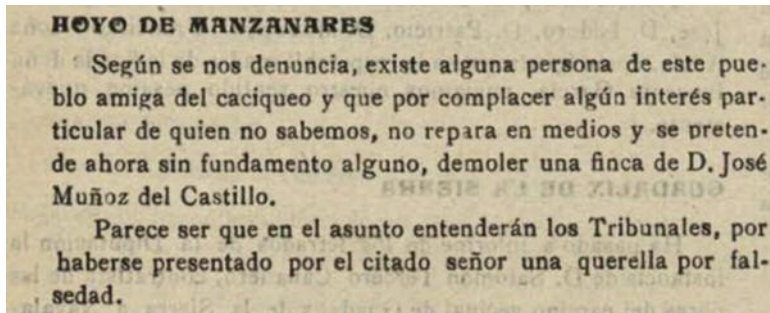 HOYO DE MANZANARES
Según se nos denuncia, existe alguna persona de este pue-
blo amiga del caciqueo y que por complacer algún interés par-
ticular de quien no sabemos, no repara en medios y se preten-
de ahora sin fundamento alguno, demoler una finca de D. José
Muñoz del Castillo.
Parece ser que en el asunto entenderán los Tribunales, por
haberse presentado por el citado señor una querella por fal-
sedad.